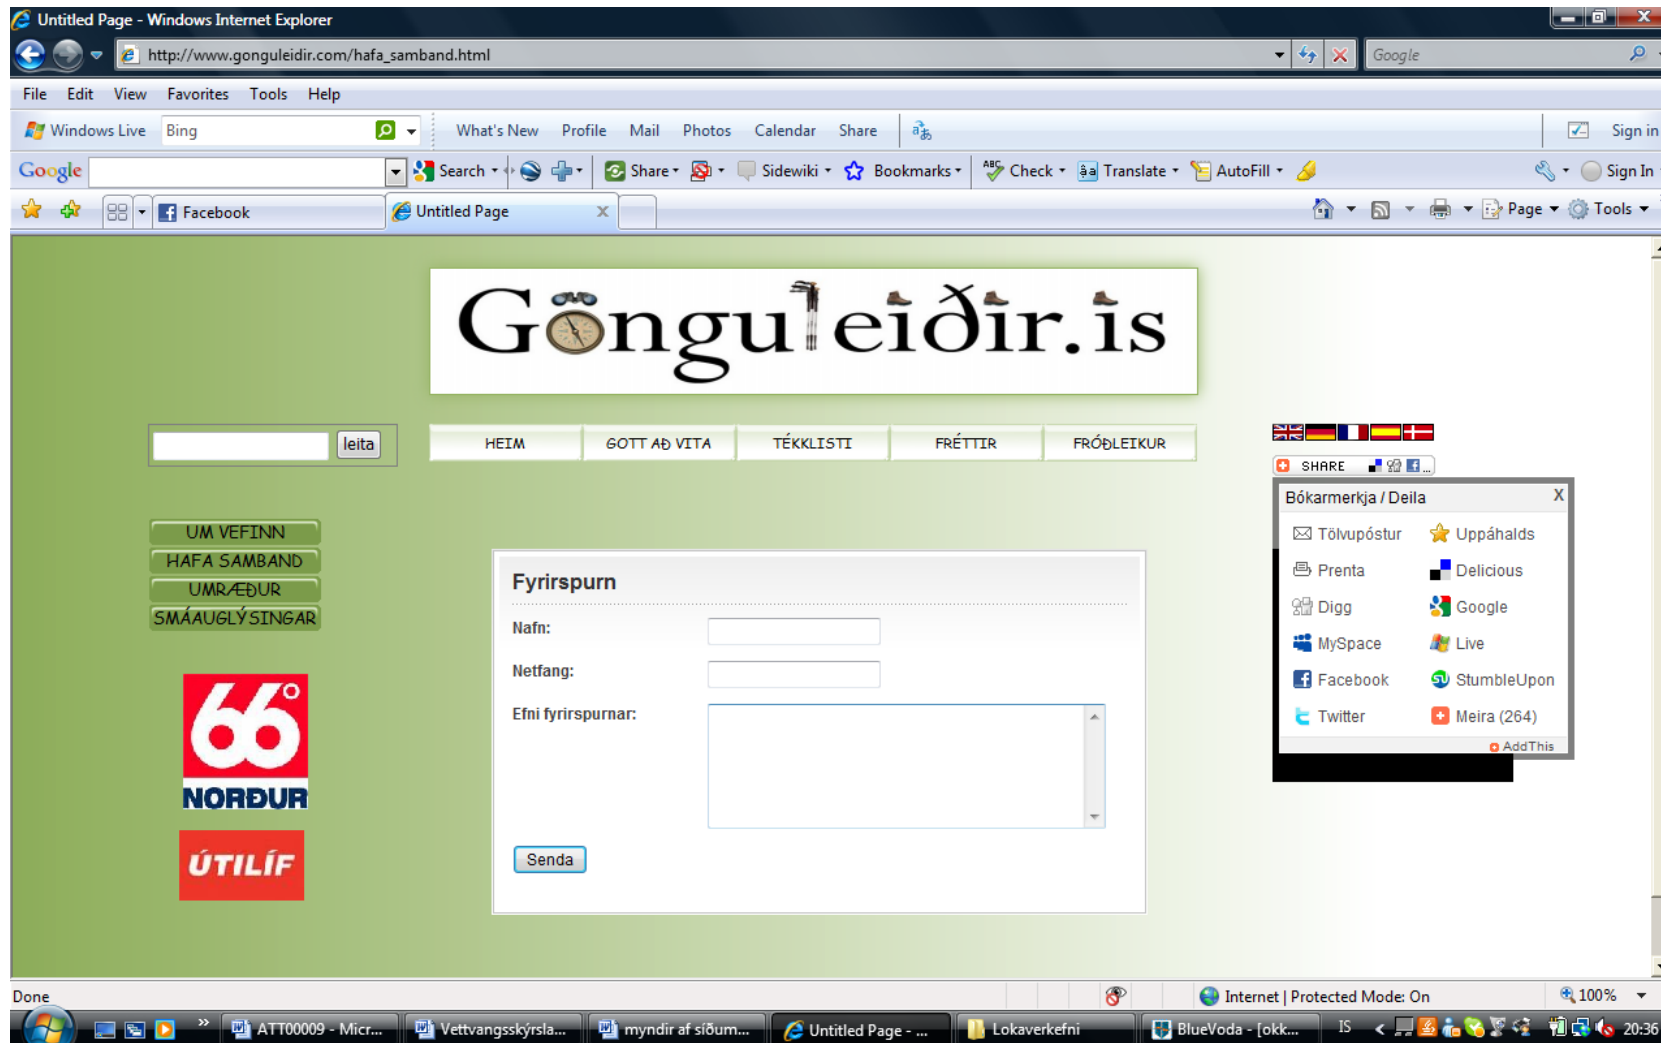 Untitled Page - Windows Internet Explorer
http://www.gonguleidir.com/hafa_samband.html
Google
File Edit View Favorites Tools Help
Windows Live Bing What's New Profile Mail Photos Calendar Share Sign in
Google Search Share Sidewiki Bookmarks Check Translate AutoFill Sign In
Facebook Untitled Page x Page Tools
Gönguleiðir.is
leita
HEIM GOTT AÐ VITA TÉKKLISTI FRÉTTIR FRÓÐLEIKUR
SHARE ...
Bókarmerkja / Deila X
Tölvupóstur Uppáhalds
Prenta Delicious
Digg Google
MySpace Live
Facebook StumbleUpon
Twitter Meira (264)
AddThis
UM VEFINN
HAFA SAMBAND
UMRÆÐUR
SMÁAUGLÝSINGAR
66°
NORÐUR
ÚTILÍF
Fyrirspurn
Nafn:
Netfang:
Efni fyrirspurnar:
Senda
Done Internet | Protected Mode: On 100%
ATT00009 - Micr... Vettvangsskýrsla... myndir af síðum... Untitled Page - ... Lokaverkefni BlueVoda - [okk... IS 20:36